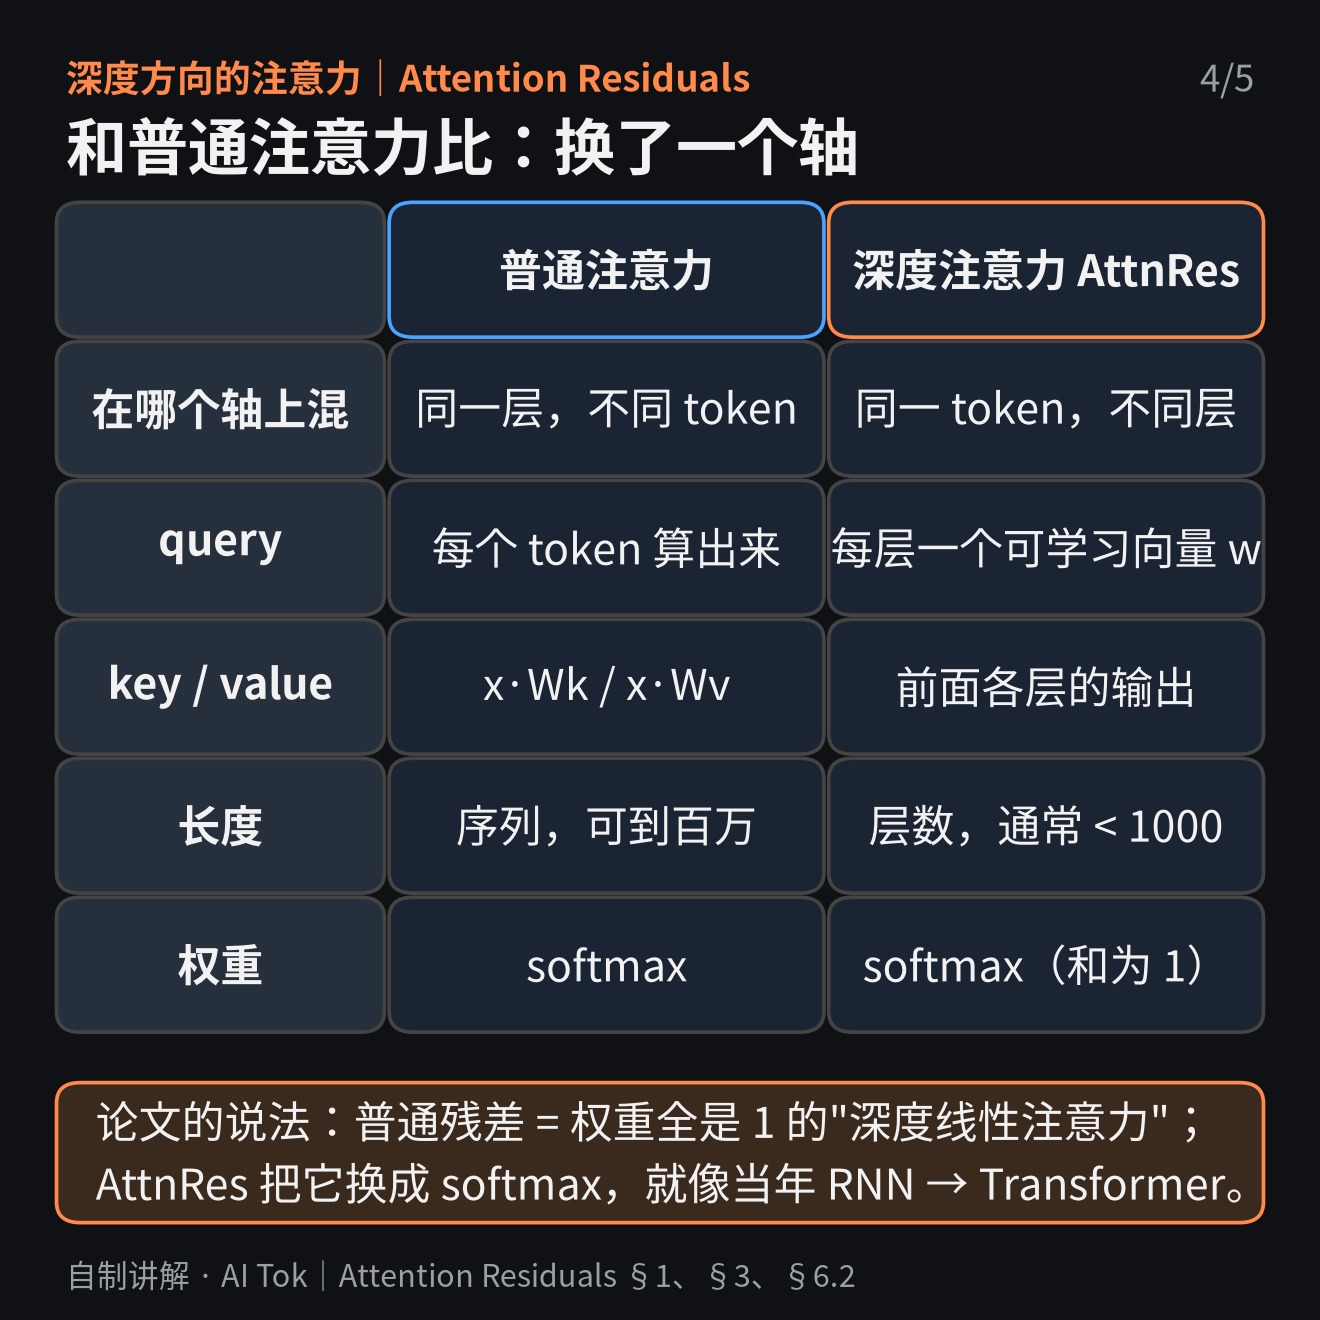 深度方向的注意力｜Attention Residuals
4/5
和普通注意力比：换了一个轴
普通注意力
深度注意力 AttnRes
在哪个轴上混
同一层，不同 token
同一 token，不同层
query
每个 token 算出来
每层一个可学习向量 w
key / value
x·Wk / x·Wv
前面各层的输出
长度
序列，可到百万
层数，通常 < 1000
权重
softmax
softmax（和为 1）
论文的说法：普通残差 = 权重全是 1 的"深度线性注意力"；
AttnRes 把它换成 softmax，就像当年 RNN → Transformer。
自制讲解 · AI Tok｜Attention Residuals §1、§3、§6.2